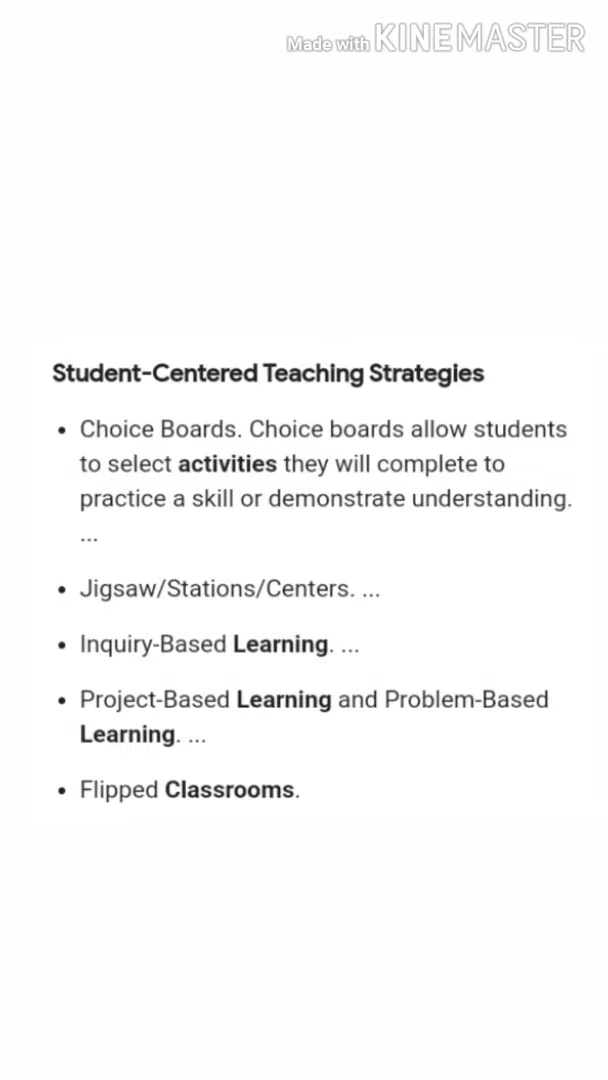 Made with KINEMASTER
Student-Centered Teaching Strategies
• Choice Boards. Choice boards allow students
to select activities they will complete to
practice a skill or demonstrate understanding.
...
• Jigsaw/Stations/Centers. ...
• Inquiry-Based Learning. ...
• Project-Based Learning and Problem-Based
Learning. ...
• Flipped Classrooms.